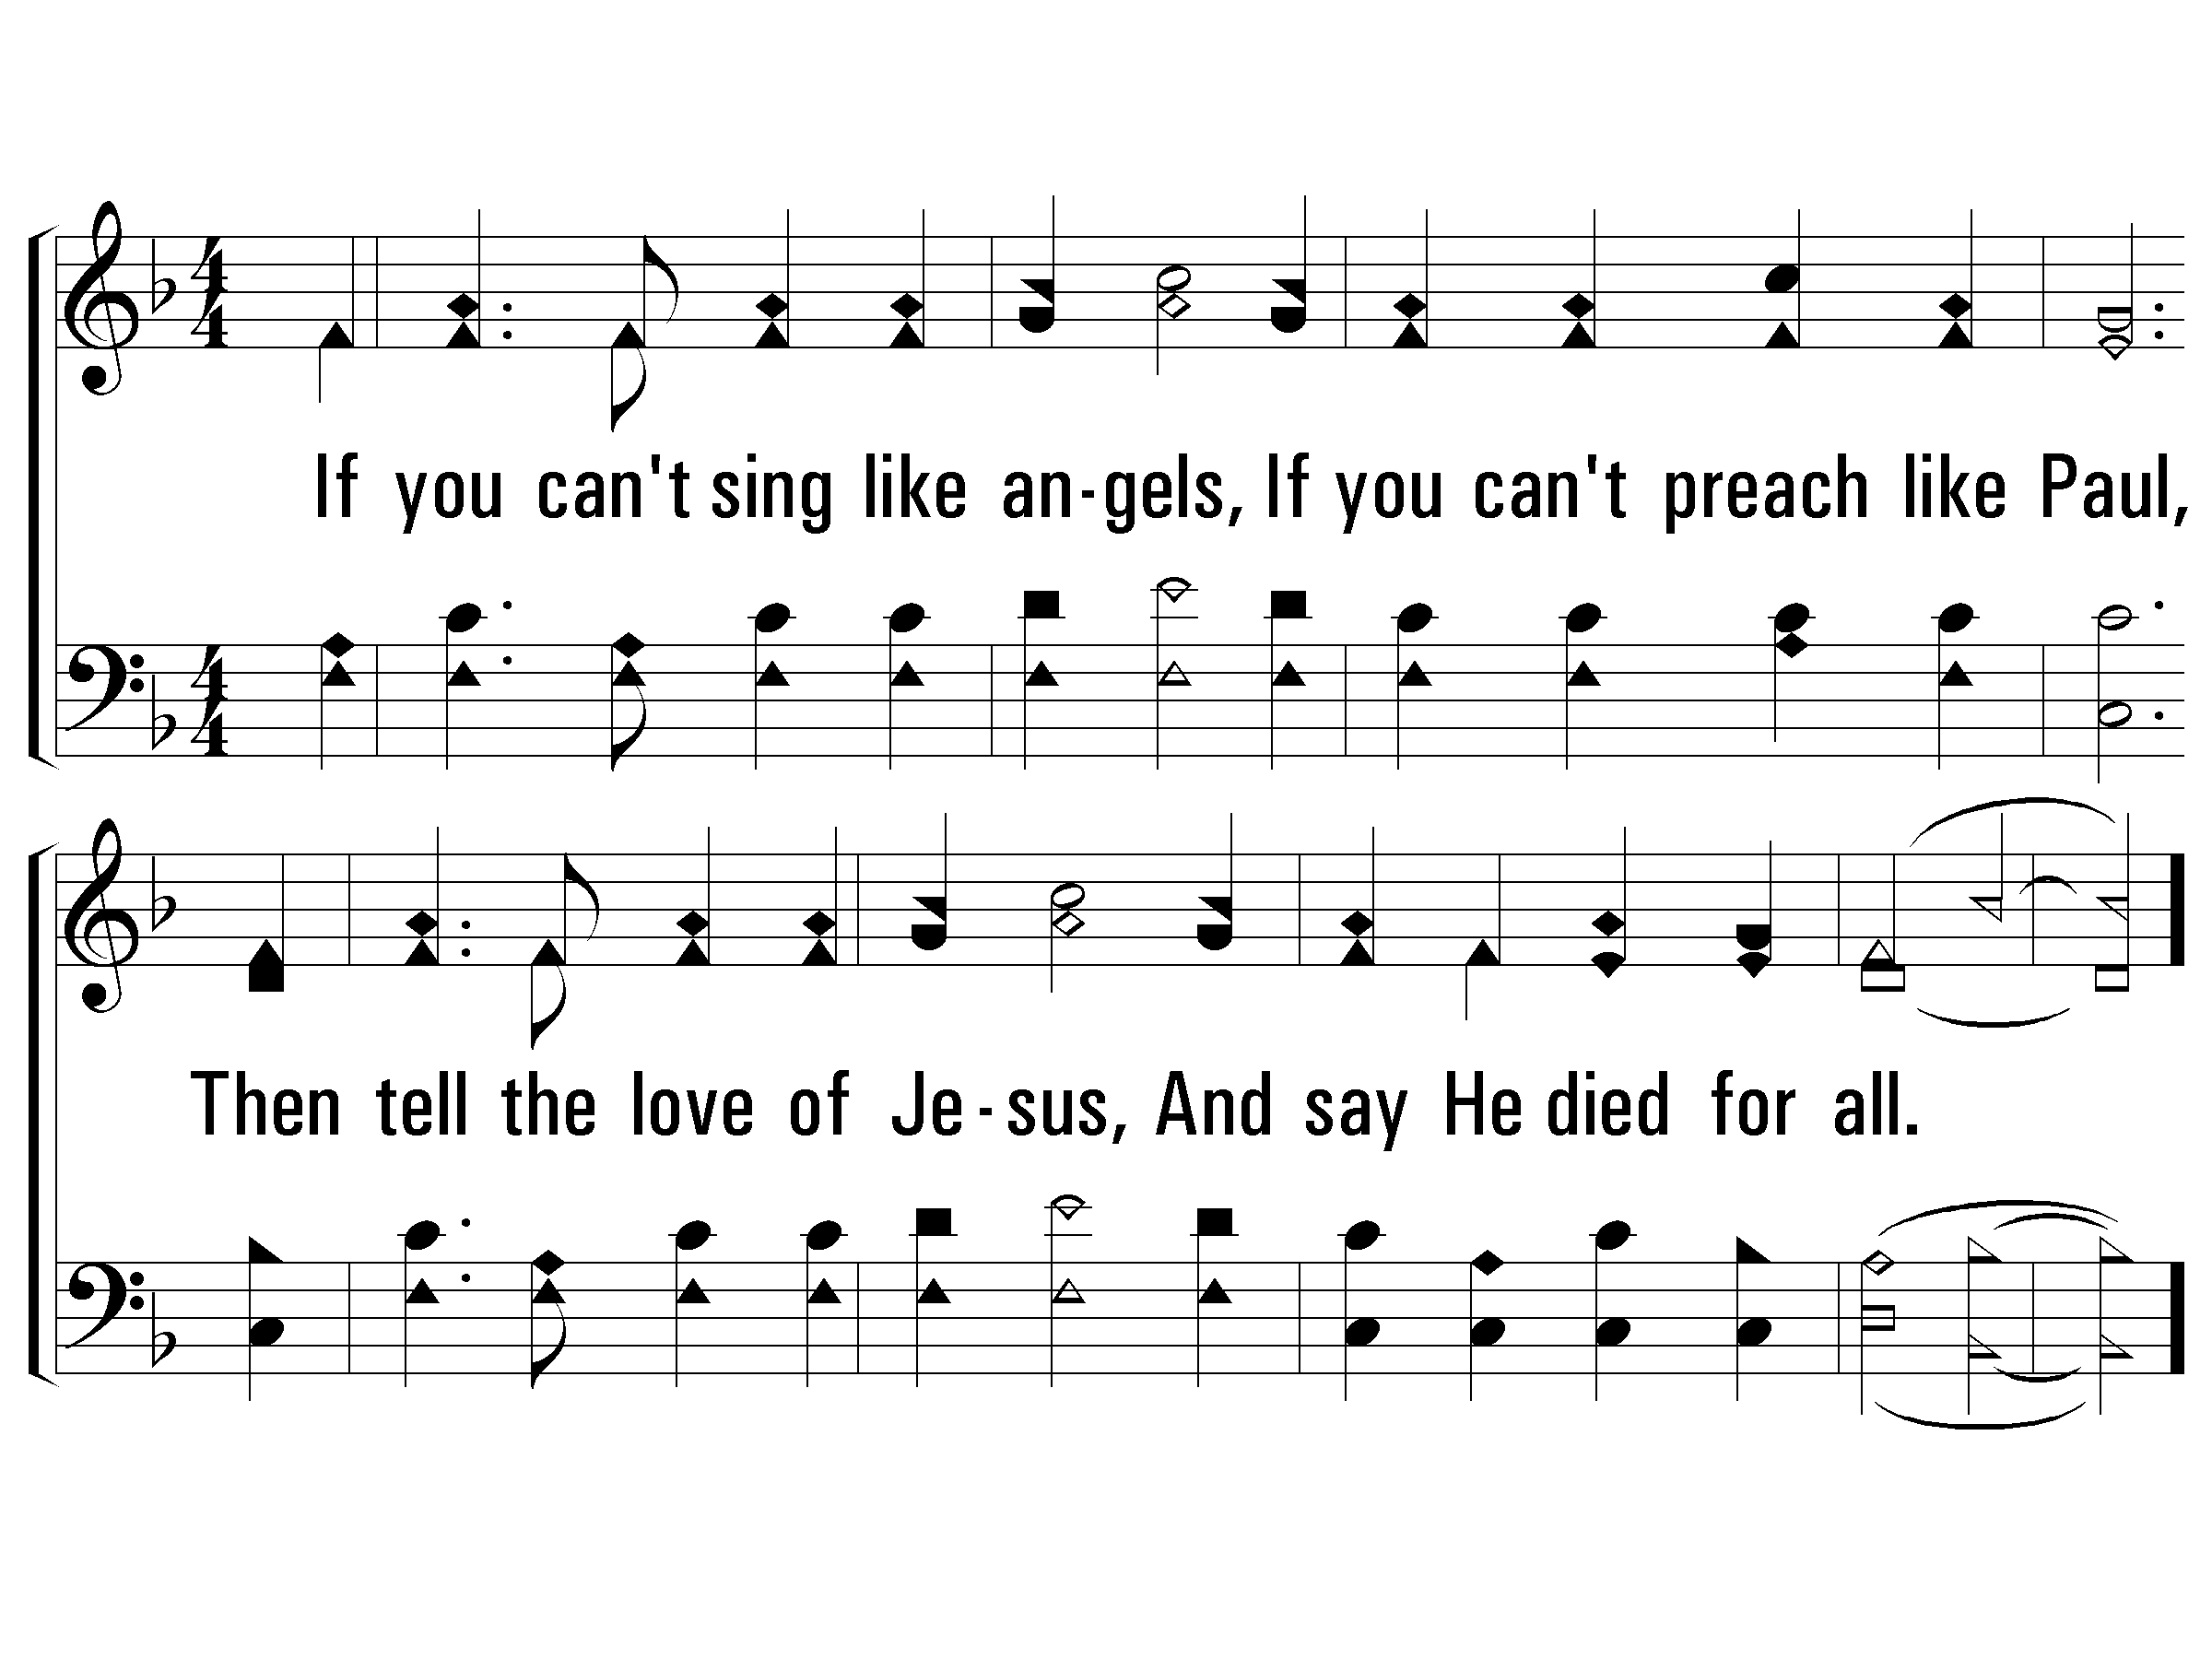 If you can't sing like an-gels, If you can't preach like Paul,
Then tell the love of Je-sus, And say He died for all.